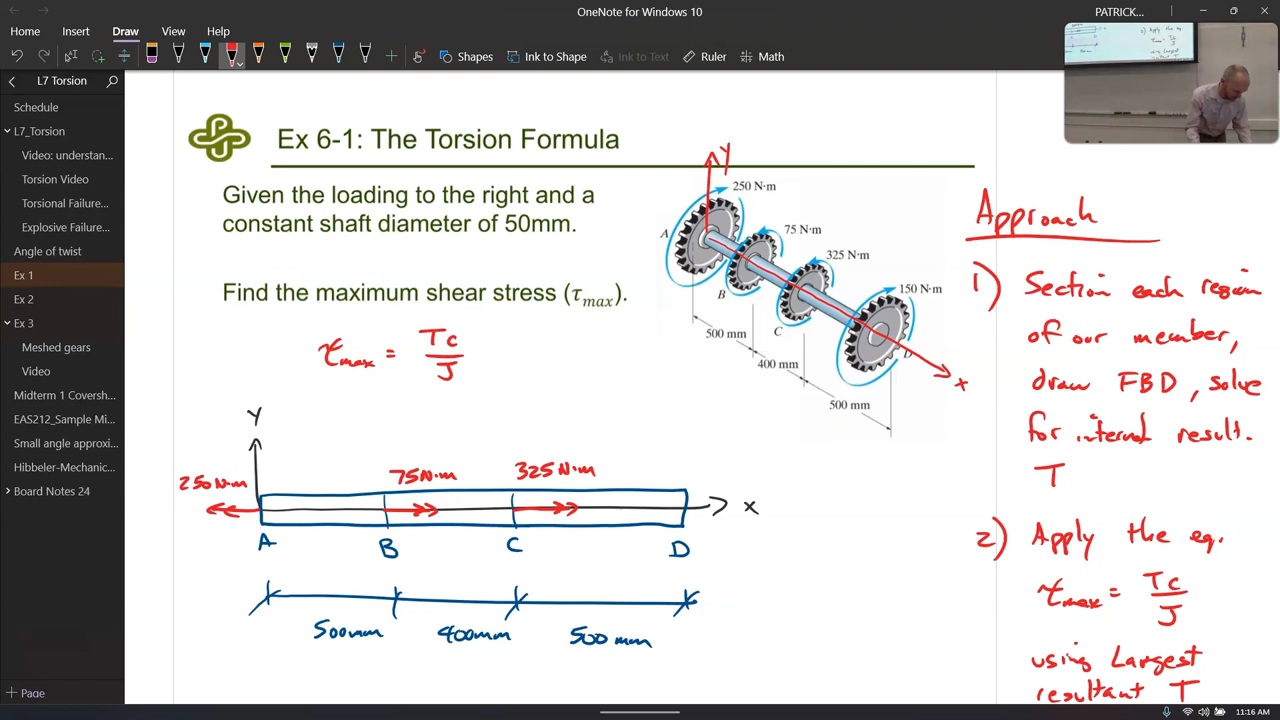 OneNote for Windows 10
PATRICK...
Home
Insert
Draw
View
Help
Shapes
Ink to Shape
Ink to Text
Ruler
Math
L7 Torsion
Schedule
L7_Torsion
Video: understan...
Torsion Video
Torsional Failure...
Explosive Failure...
Angle of twist
Ex 1
Ex 2
Ex 3
Meshed gears
Video
Midterm 1 Coversh...
EAS212_Sample Mi...
Small angle approxi...
Hibbeler-Mechanic...
Board Notes 24
Page
Ex 6-1: The Torsion Formula
Given the loading to the right and a
constant shaft diameter of 50mm.
Find the maximum shear stress (τmax).
τmax = Tc/J
Y
250 N·m
75 N·m
325 N·m
150 N·m
A
B
C
D
x
500 mm
400 mm
500 mm
Y
250N·m
75N·m
325N·m
x
A
B
C
D
500mm
400mm
500mm
Approach
1) Section each region
of our member,
draw FBD, solve
for internal result.
T
2) Apply the eq.
τmax = Tc/J
using Largest
resultant T
11:16 AM